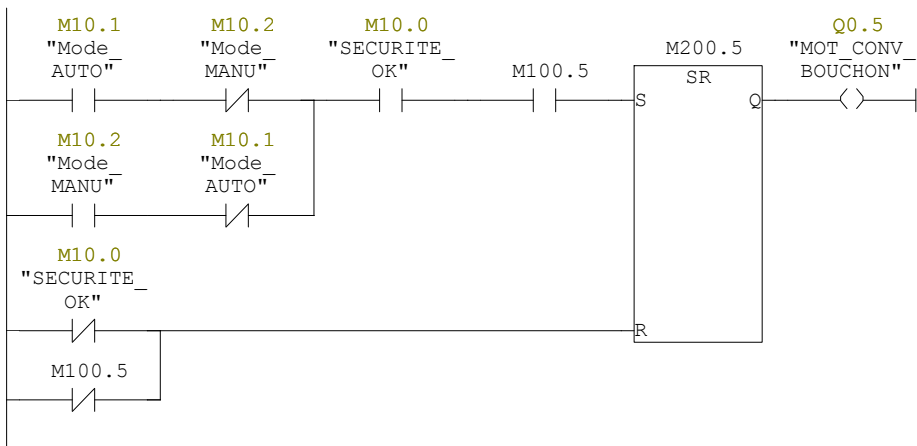 M10.1 M10.2 M10.0 Q0.5
"Mode_ "Mode_ "SECURITE_ M200.5 "MOT_CONV_
AUTO" MANU" OK" M100.5 SR BOUCHON"
S Q
M10.2 M10.1
"Mode_ "Mode_
MANU" AUTO"
M10.0
"SECURITE_
OK"
R
M100.5